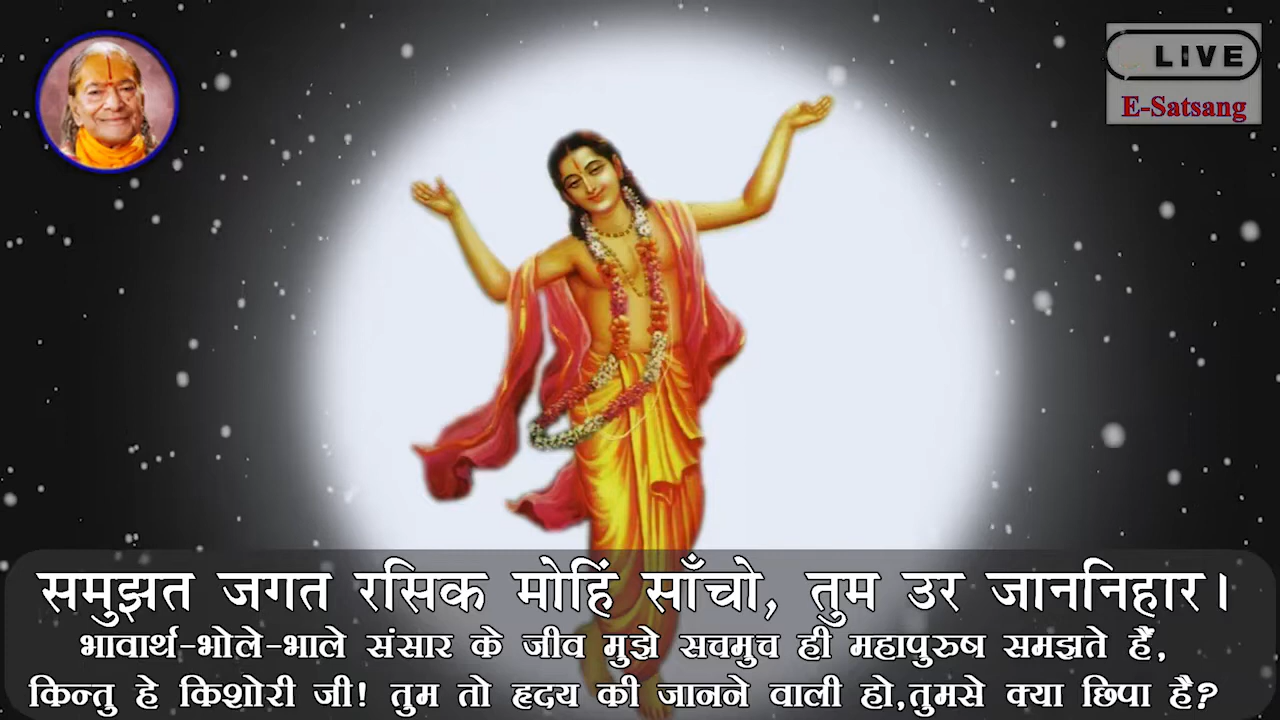 LIVE
E-Satsang
समुझत जगत रसिक मोहिं साँचो, तुम उर जाननिहार।
भावार्थ-भोले-भाले संसार के जीव मुझे सचमुच ही महापुरुष समझते हैं,
किन्तु हे किशोरी जी! तुम तो हृदय की जानने वाली हो,तुमसे क्या छिपा है?